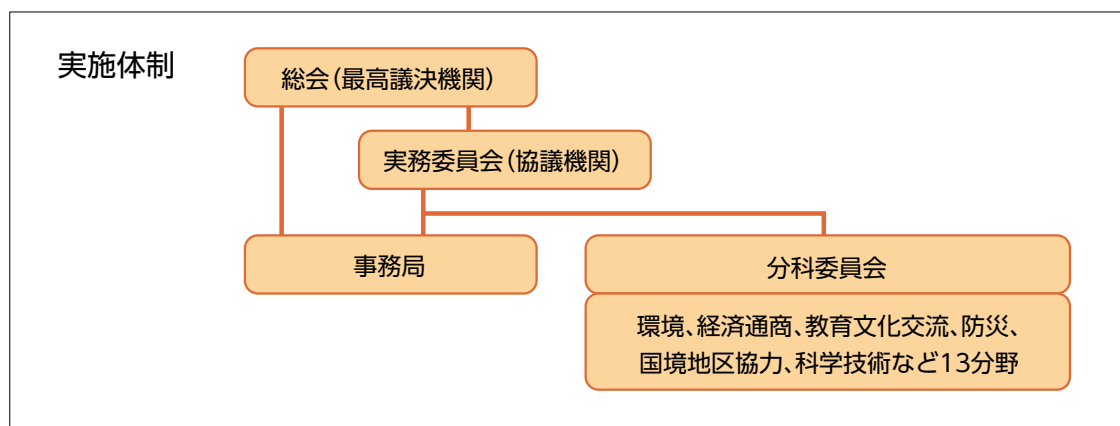 実施体制
総会(最高議決機関)
実務委員会(協議機関)
事務局
分科委員会
環境、経済通商、教育文化交流、防災、
国境地区協力、科学技術など13分野